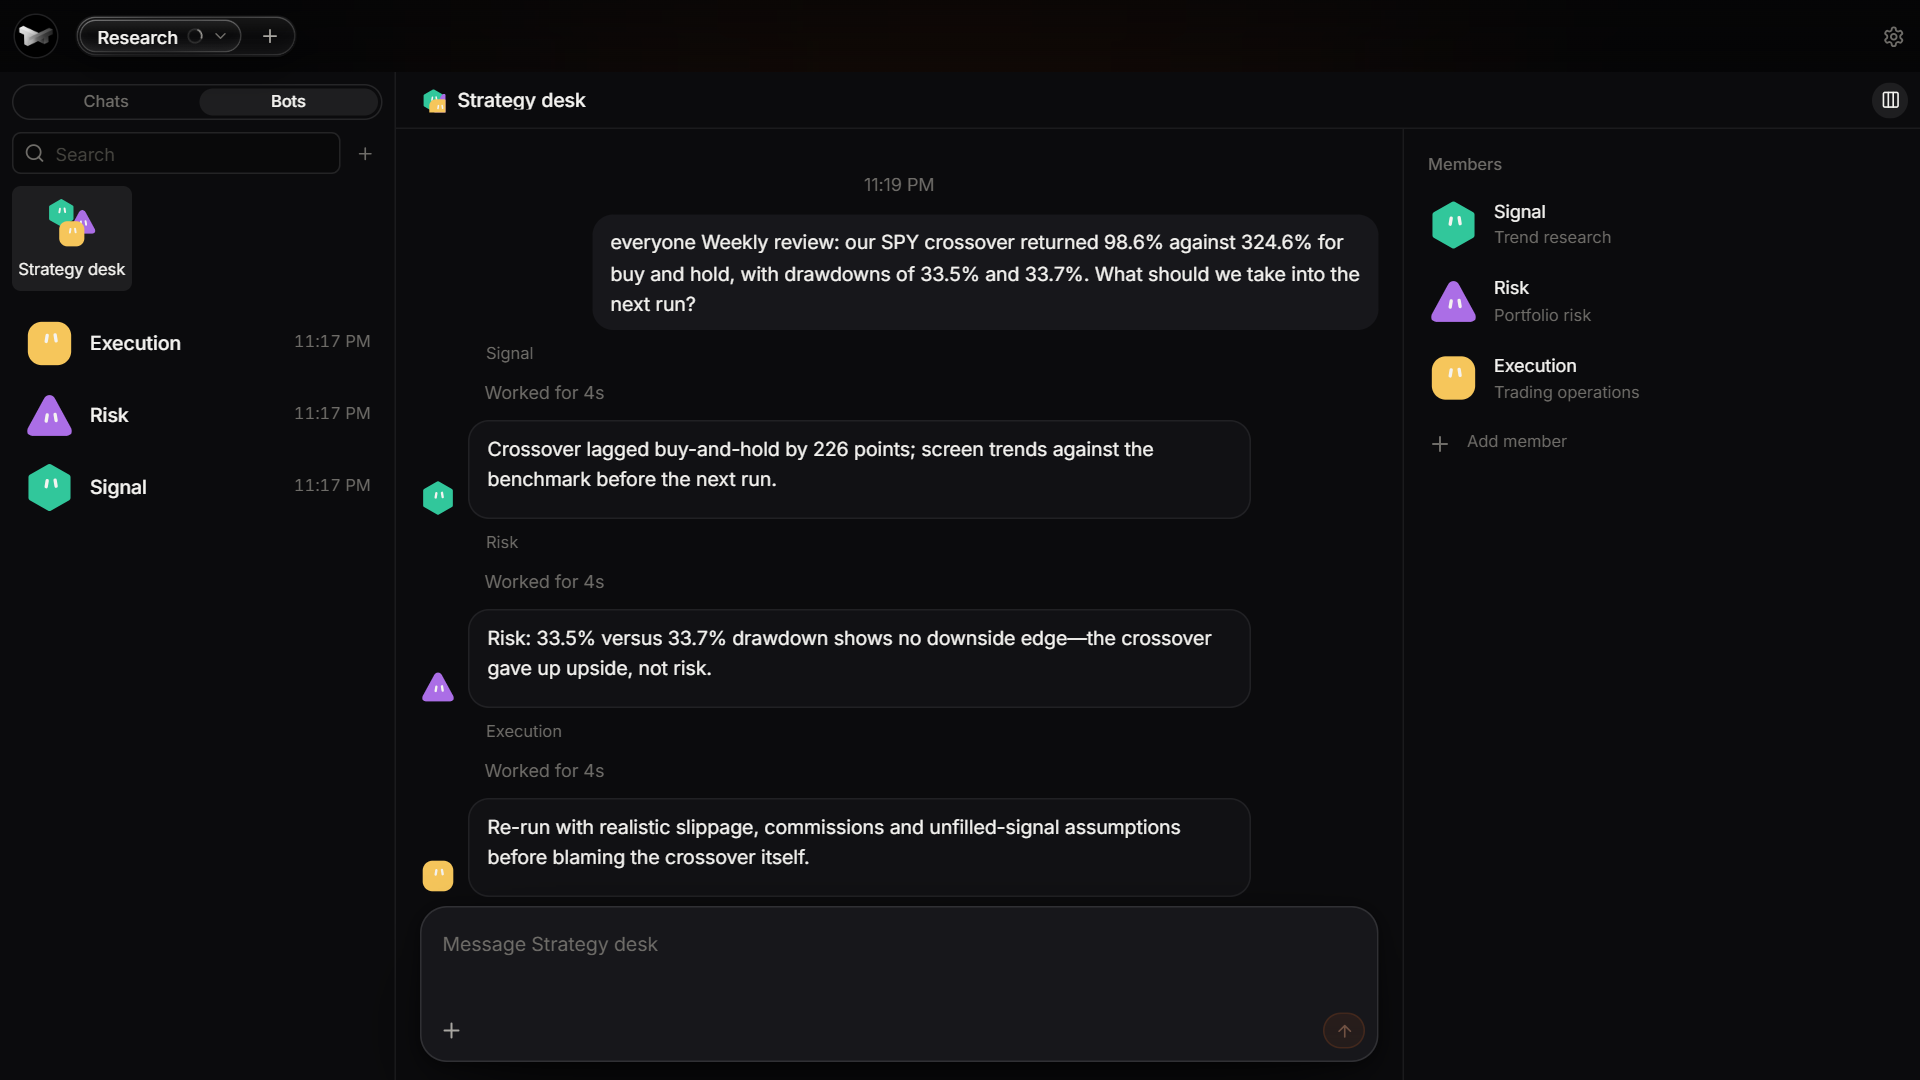 Research
Chats
Bots
Search
Strategy desk
Execution
11:17 PM
Risk
11:17 PM
Signal
11:17 PM
Strategy desk
11:19 PM
everyone Weekly review: our SPY crossover returned 98.6% against 324.6% for
buy and hold, with drawdowns of 33.5% and 33.7%. What should we take into the
next run?
Signal
Worked for 4s
Crossover lagged buy-and-hold by 226 points; screen trends against the
benchmark before the next run.
Risk
Worked for 4s
Risk: 33.5% versus 33.7% drawdown shows no downside edge—the crossover
gave up upside, not risk.
Execution
Worked for 4s
Re-run with realistic slippage, commissions and unfilled-signal assumptions
before blaming the crossover itself.
Message Strategy desk
Members
Signal
Trend research
Risk
Portfolio risk
Execution
Trading operations
Add member